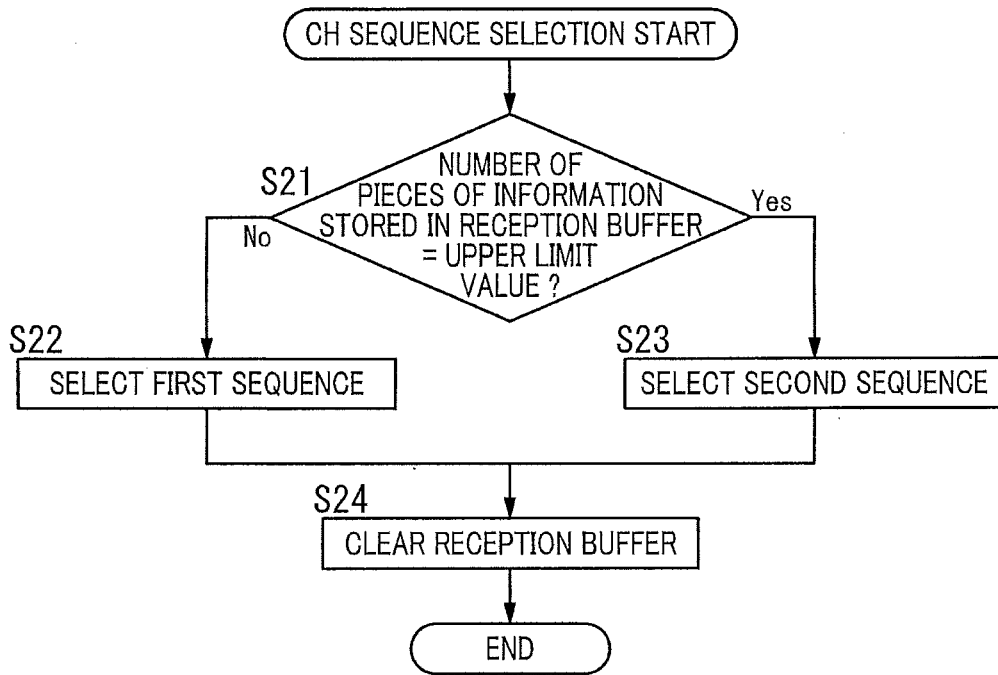 CH SEQUENCE SELECTION START
S21
NUMBER OF
PIECES OF INFORMATION
STORED IN RECEPTION BUFFER
= UPPER LIMIT
VALUE ?
No
Yes
S22
SELECT FIRST SEQUENCE
S23
SELECT SECOND SEQUENCE
S24
CLEAR RECEPTION BUFFER
END